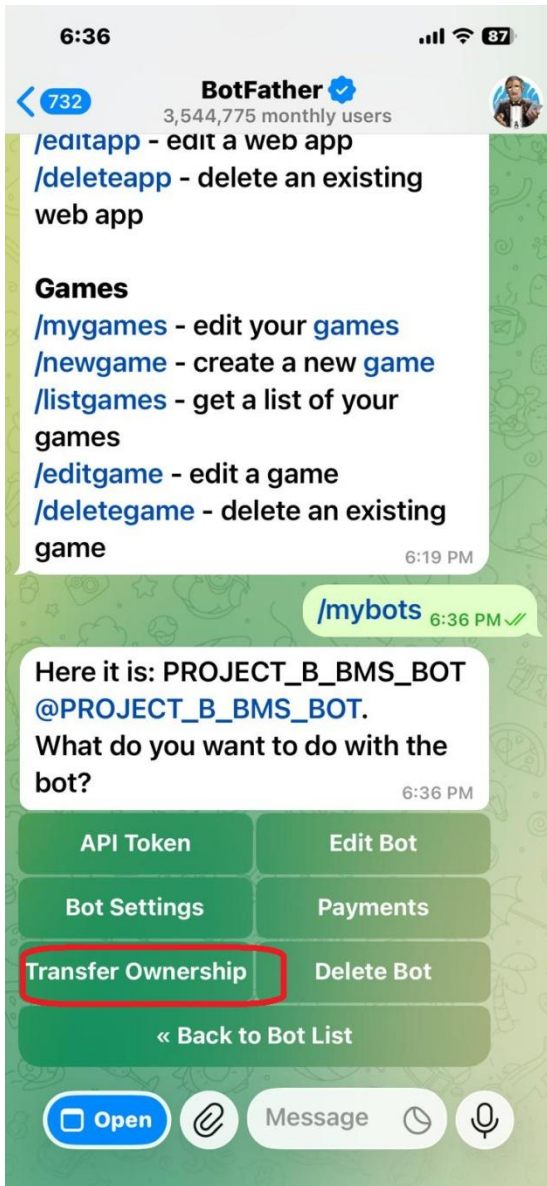 6:36
87
732
BotFather
3,544,775 monthly users
/editapp - edit a web app
/deleteapp - delete an existing
web app
Games
/mygames - edit your games
/newgame - create a new game
/listgames - get a list of your
games
/editgame - edit a game
/deletegame - delete an existing
game
6:19 PM
/mybots 6:36 PM
Here it is: PROJECT_B_BMS_BOT
@PROJECT_B_BMS_BOT.
What do you want to do with the
bot?
6:36 PM
API Token
Edit Bot
Bot Settings
Payments
Transfer Ownership
Delete Bot
« Back to Bot List
Open
Message